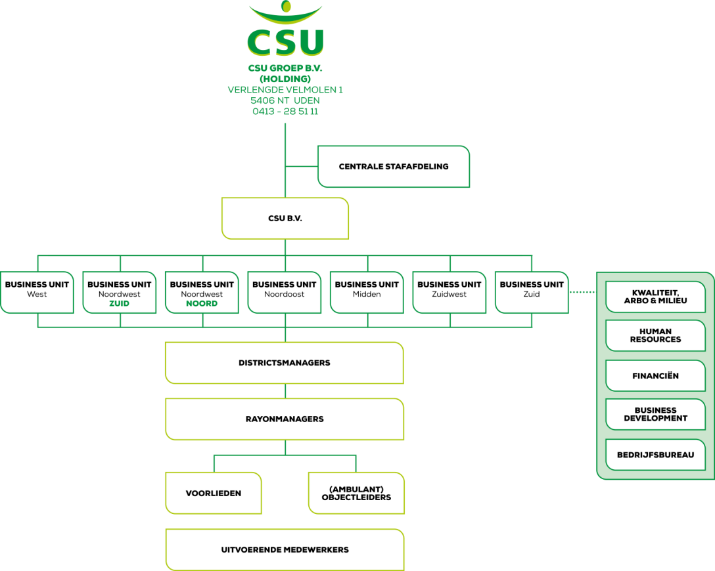 CSU
CSU GROEP B.V.
(HOLDING)
VERLENGDE VELMOLEN 1
5406 NT UDEN
0413 - 28 51 11
CENTRALE STAFAFDELING
CSU B.V.
BUSINESS UNIT
West
BUSINESS UNIT
Noordwest
ZUID
BUSINESS UNIT
Noordwest
NOORD
BUSINESS UNIT
Noordoost
BUSINESS UNIT
Midden
BUSINESS UNIT
Zuidwest
BUSINESS UNIT
Zuid
KWALITEIT,
ARBO & MILIEU
HUMAN
RESOURCES
FINANCIËN
BUSINESS
DEVELOPMENT
BEDRIJFSBUREAU
DISTRICTSMANAGERS
RAYONMANAGERS
VOORLIEDEN
(AMBULANT)
OBJECTLEIDERS
UITVOERENDE MEDEWERKERS